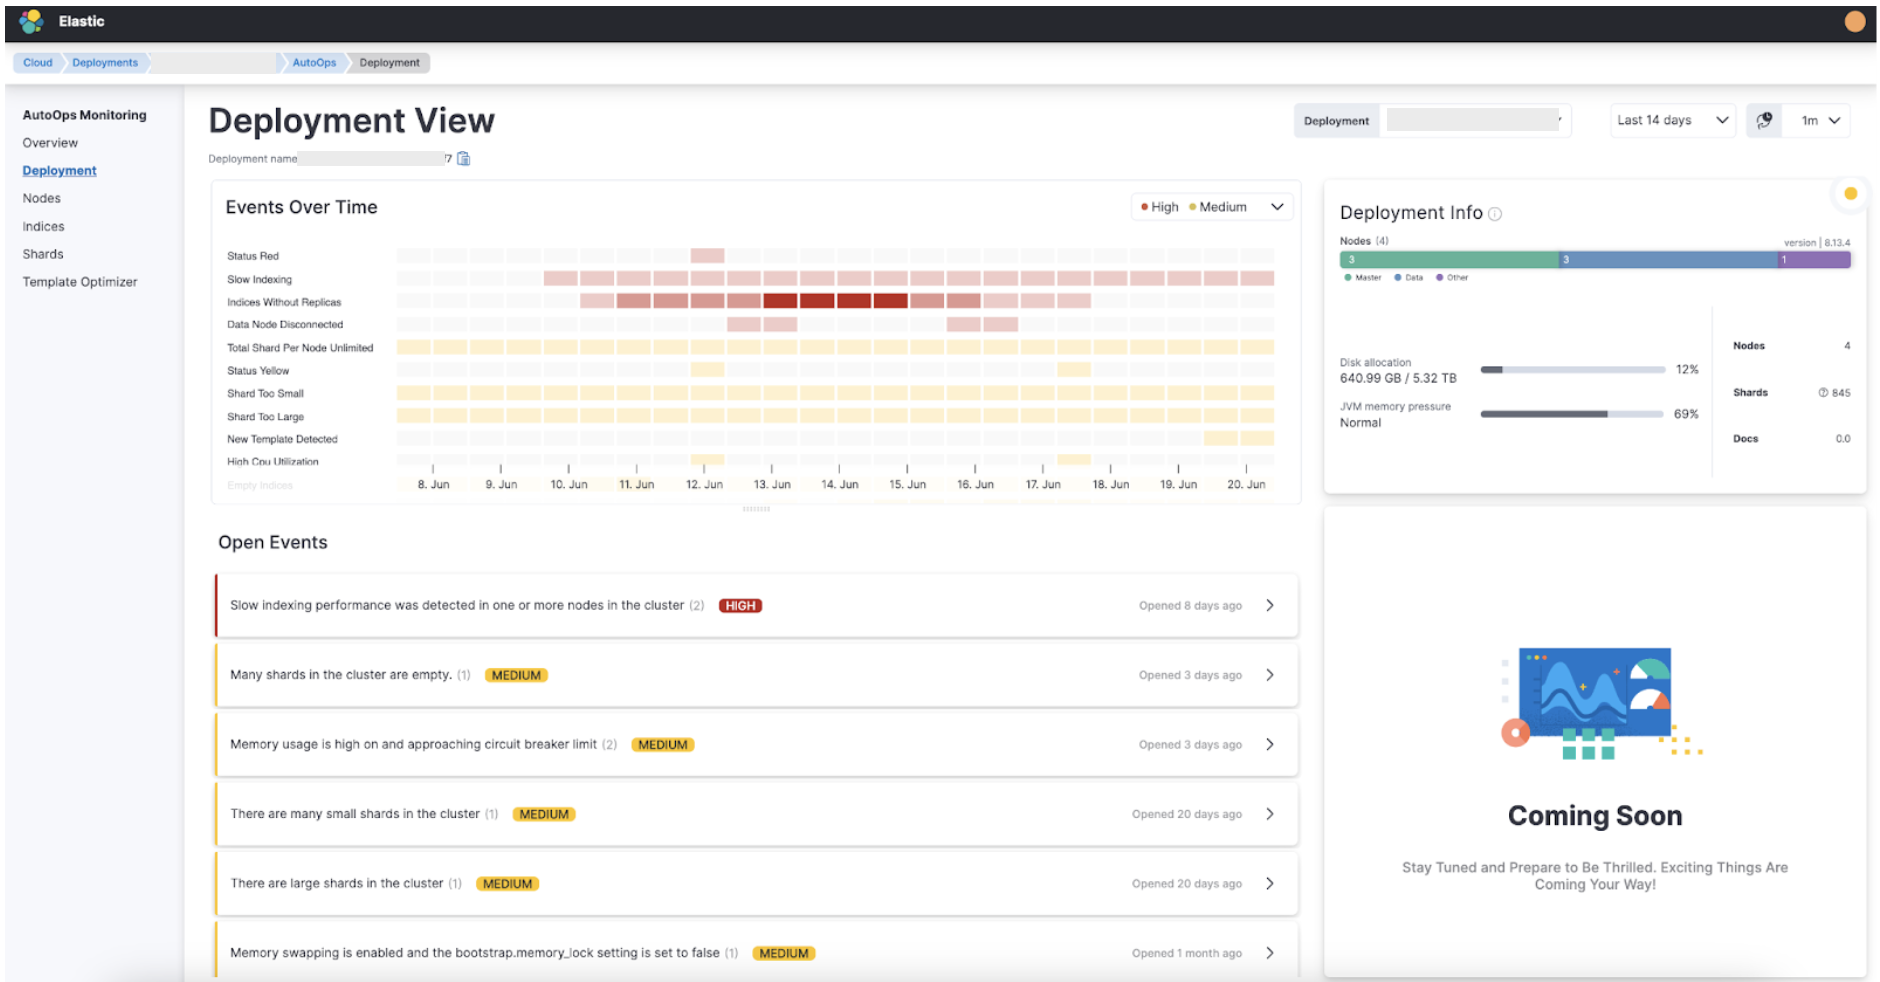 Elastic
Cloud Deployments AutoOps Deployment
AutoOps Monitoring
Overview
Deployment
Nodes
Indices
Shards
Template Optimizer
Deployment View
Deployment name 7
Deployment
Last 14 days
1m
Events Over Time
High Medium
Status Red
Slow Indexing
Indices Without Replicas
Data Node Disconnected
Total Shard Per Node Unlimited
Status Yellow
Shard Too Small
Shard Too Large
New Template Detected
High Cpu Utilization
Empty Indices
8. Jun 9. Jun 10. Jun 11. Jun 12. Jun 13. Jun 14. Jun 15. Jun 16. Jun 17. Jun 18. Jun 19. Jun 20. Jun
Open Events
Slow indexing performance was detected in one or more nodes in the cluster (2) HIGH Opened 8 days ago
Many shards in the cluster are empty. (1) MEDIUM Opened 3 days ago
Memory usage is high on and approaching circuit breaker limit (2) MEDIUM Opened 3 days ago
There are many small shards in the cluster (1) MEDIUM Opened 20 days ago
There are large shards in the cluster (1) MEDIUM Opened 20 days ago
Memory swapping is enabled and the bootstrap.memory_lock setting is set to false (1) MEDIUM Opened 1 month ago
Deployment Info
Nodes (4) version | 8.13.4
3 3 1
Master Data Other
Disk allocation
640.99 GB / 5.32 TB 12%
JVM memory pressure
Normal 69%
Nodes 4
Shards 845
Docs 0.0
Coming Soon
Stay Tuned and Prepare to Be Thrilled. Exciting Things Are
Coming Your Way!